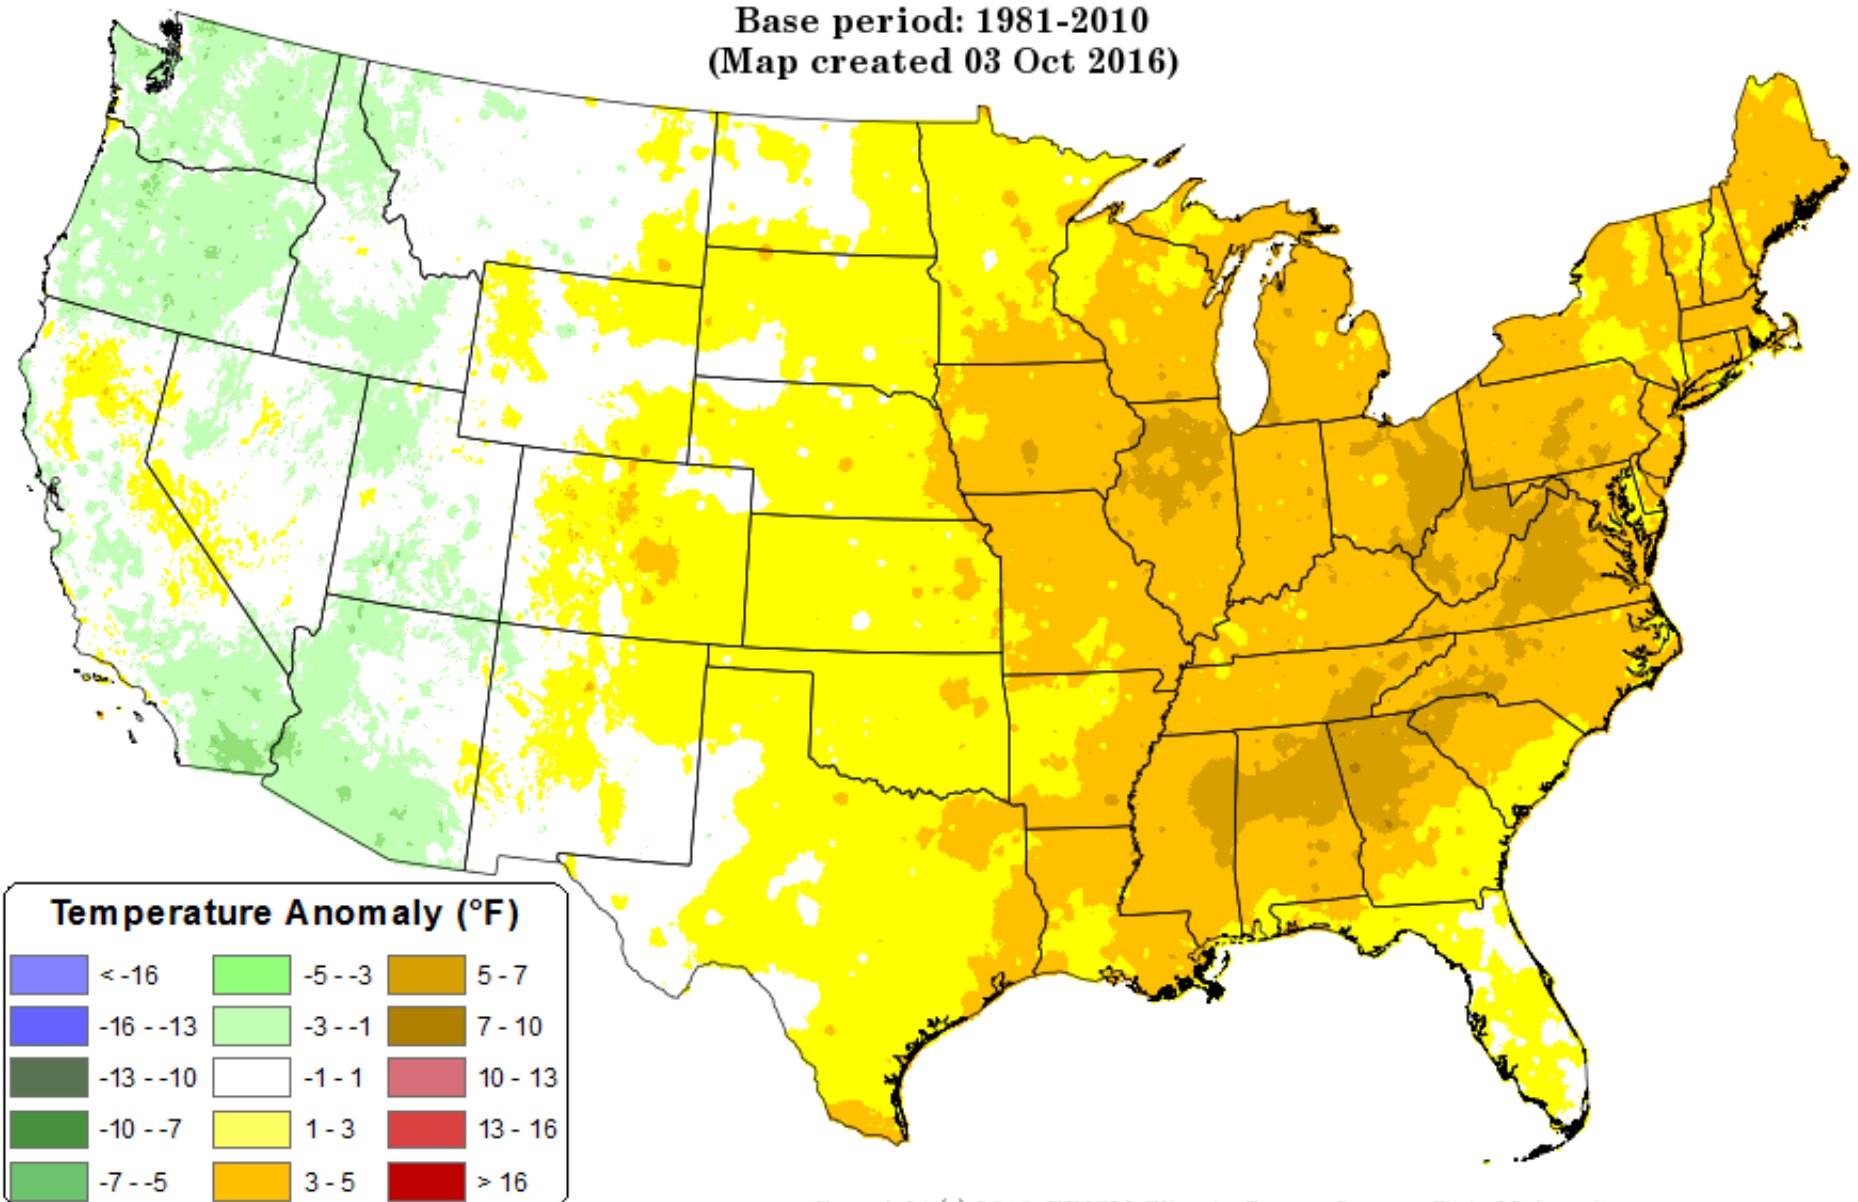 Base period: 1981-2010
(Map created 03 Oct 2016)
Temperature Anomaly (°F)
< -16
-16 - -13
-13 - -10
-10 - -7
-7 - -5
-5 - -3
-3 - -1
-1 - 1
1 - 3
3 - 5
5 - 7
7 - 10
10 - 13
13 - 16
> 16